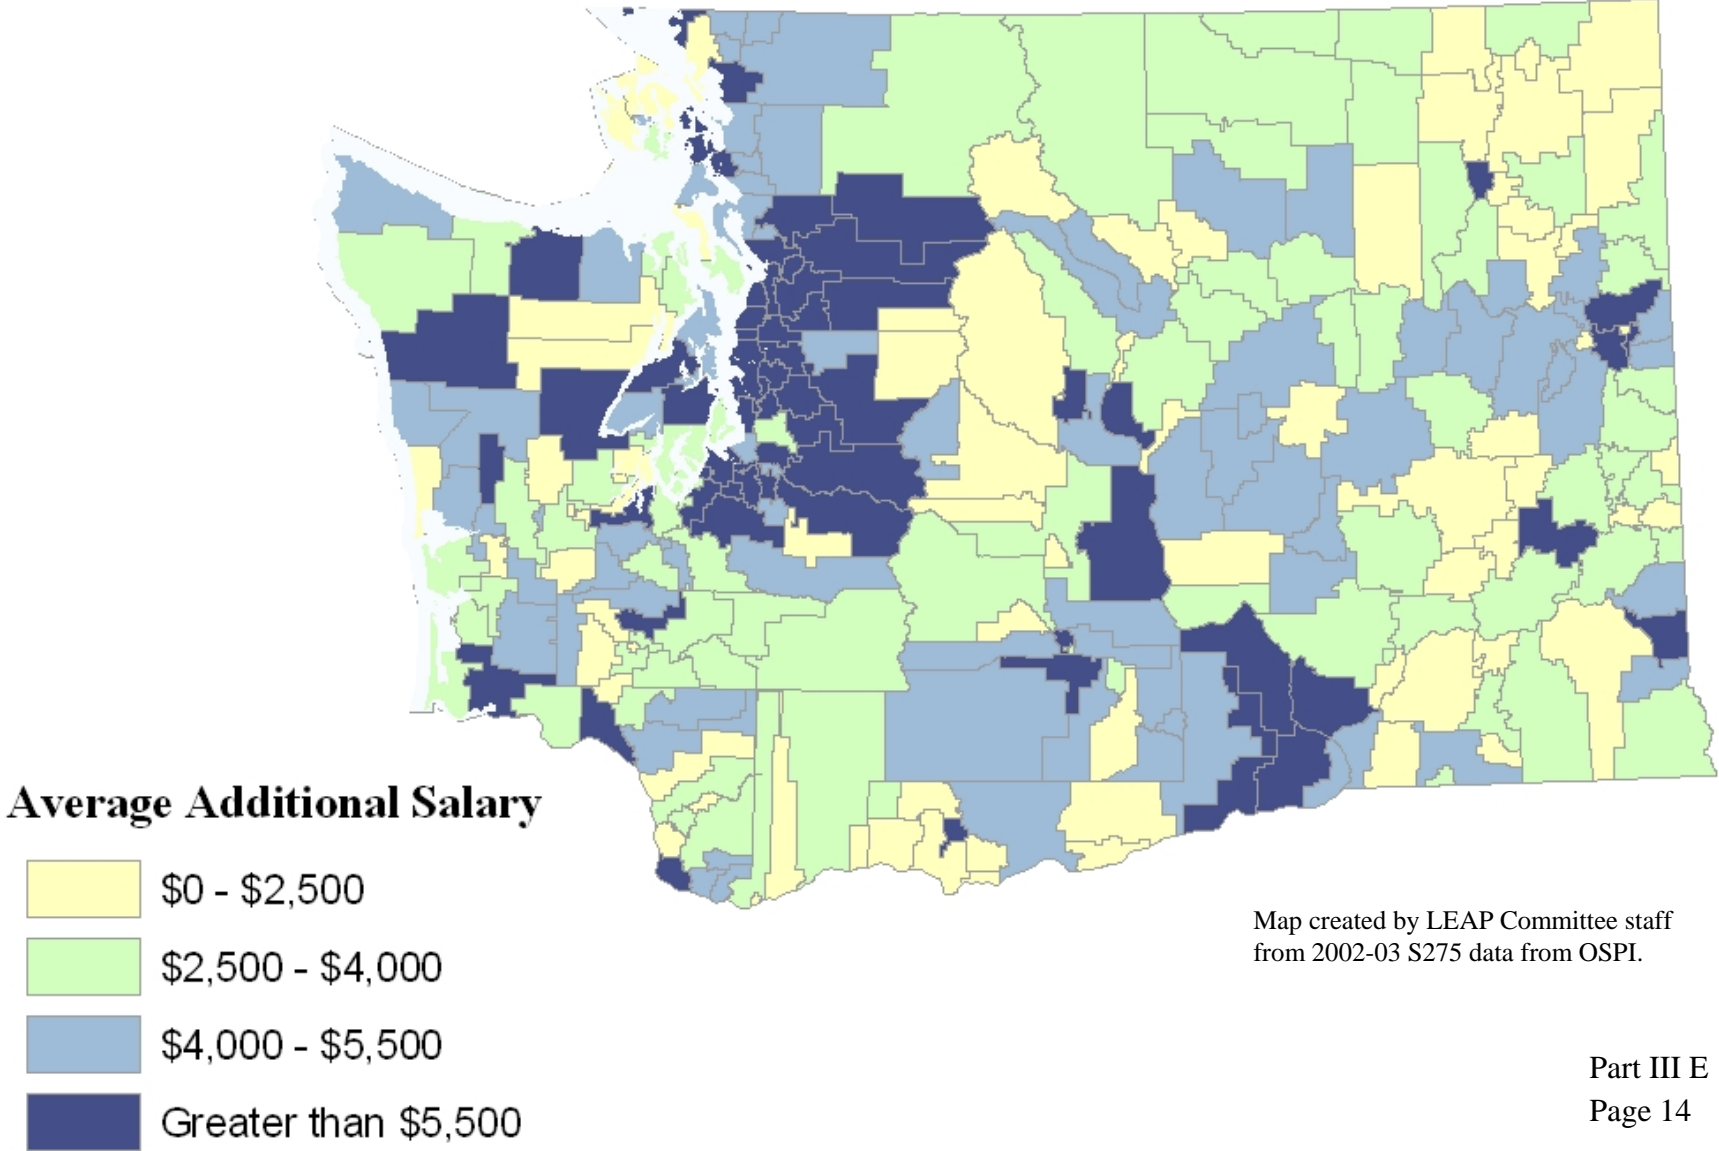 Average Additional Salary
$0 - $2,500
$2,500 - $4,000
$4,000 - $5,500
Greater than $5,500
Map created by LEAP Committee staff
from 2002-03 S275 data from OSPI.
Part III E
Page 14